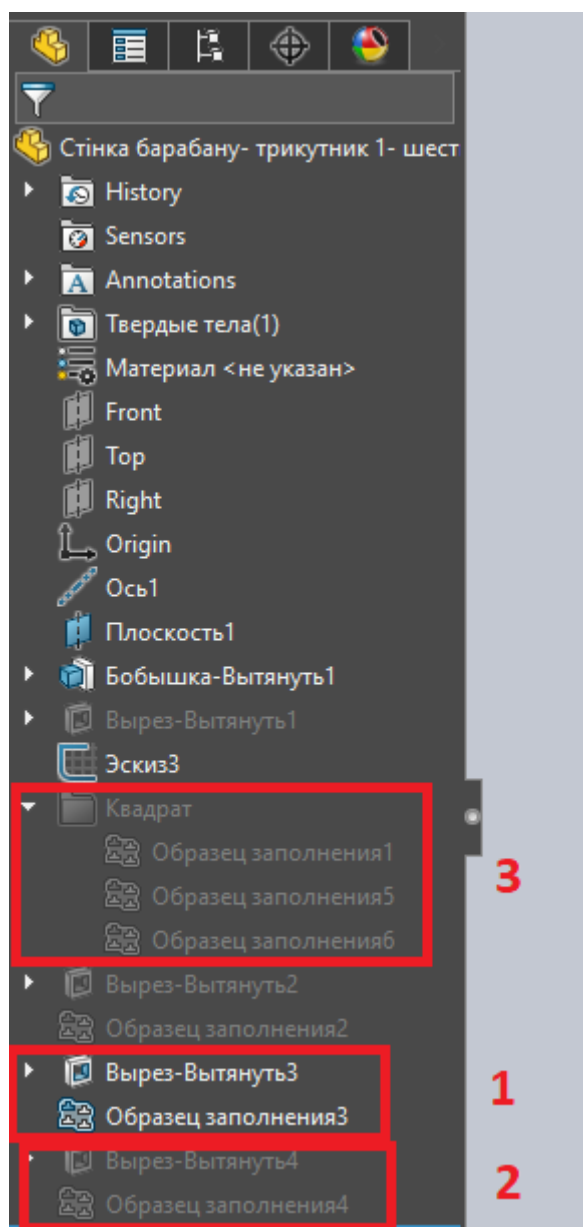 Стінка барабану- трикутник 1- шест
History
Sensors
Annotations
Твердые тела(1)
Материал <не указан>
Front
Top
Right
Origin
Ось1
Плоскость1
Бобышка-Вытянуть1
Вырез-Вытянуть1
Эскиз3
Квадрат
Образец заполнения1
Образец заполнения5
3
Образец заполнения6
Вырез-Вытянуть2
Образец заполнения2
Вырез-Вытянуть3
1
Образец заполнения3
Вырез-Вытянуть4
2
Образец заполнения4